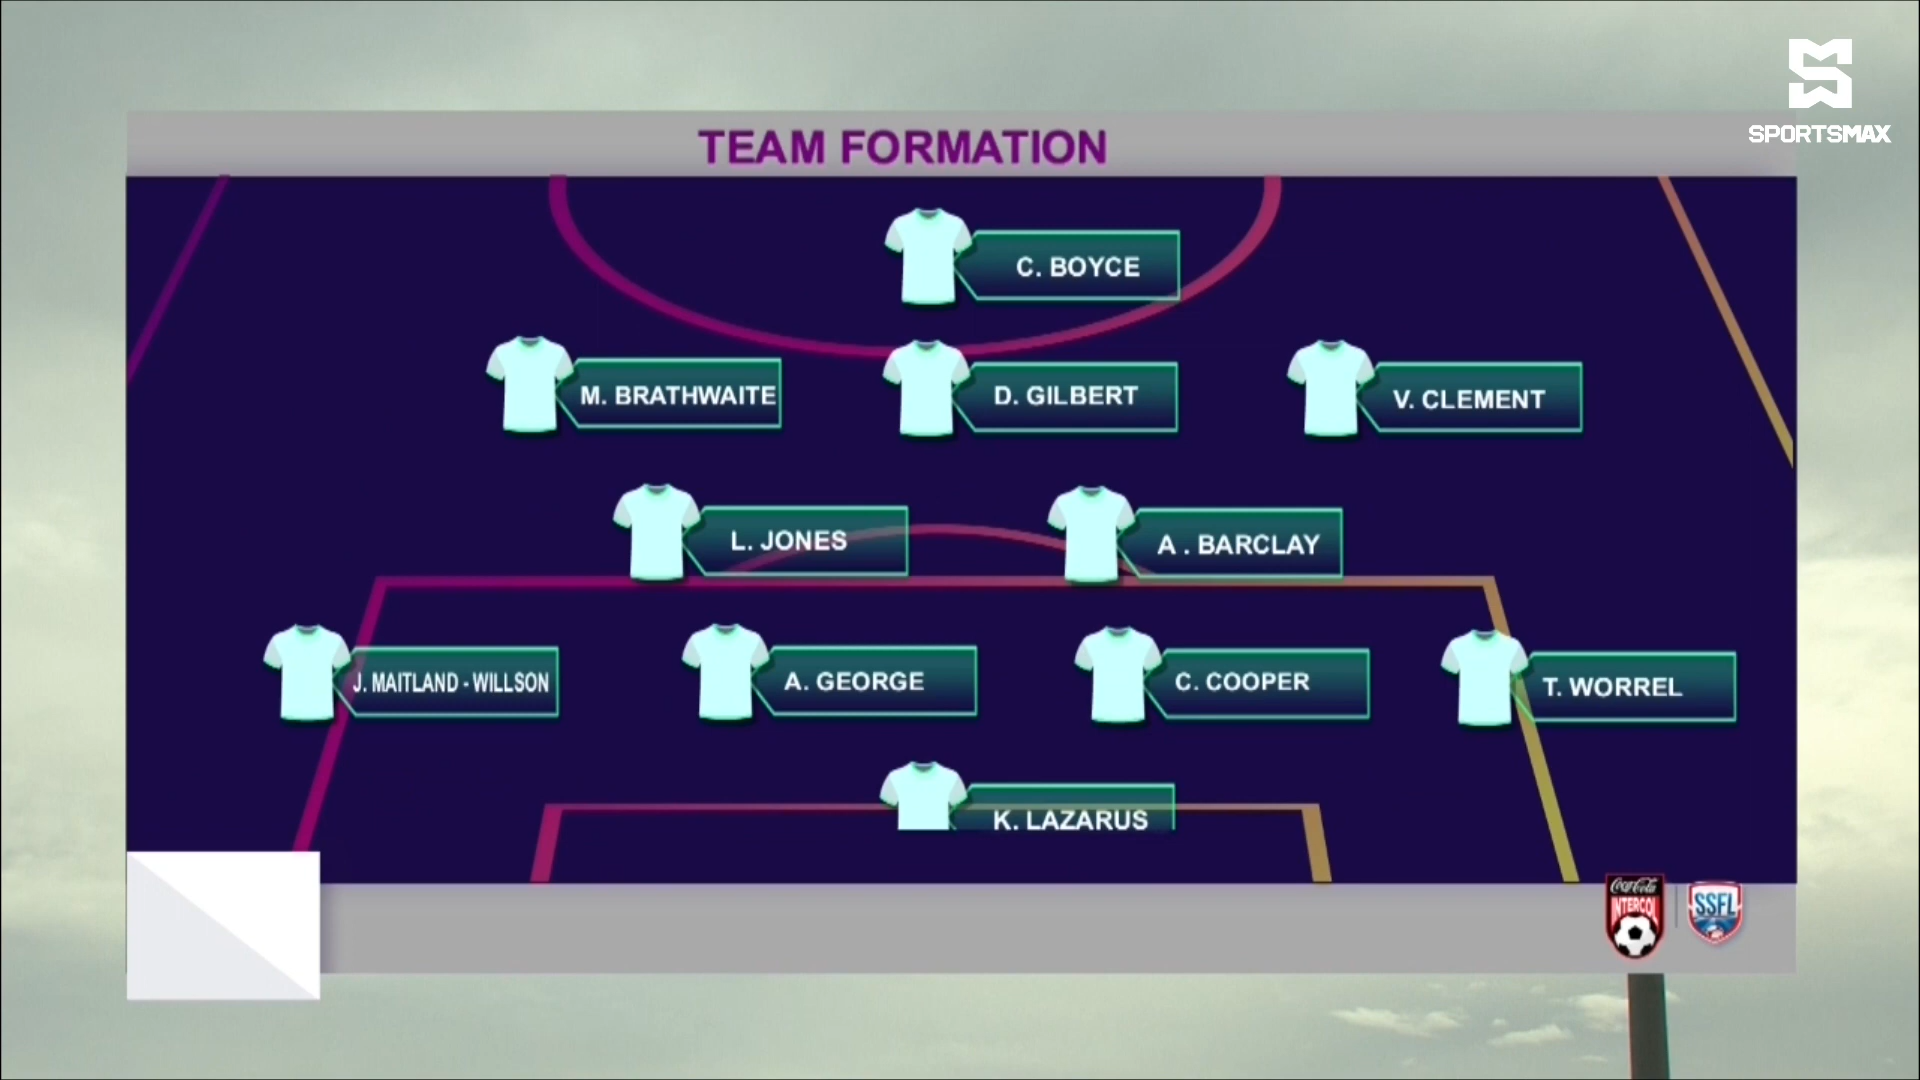 SPORTSMAX
TEAM FORMATION
C. BOYCE
M. BRATHWAITE
D. GILBERT
V. CLEMENT
L. JONES
A . BARCLAY
J. MAITLAND - WILLSON
A. GEORGE
C. COOPER
T. WORREL
K. LAZARUS
Coca-Cola
INTERCOL
SSFL